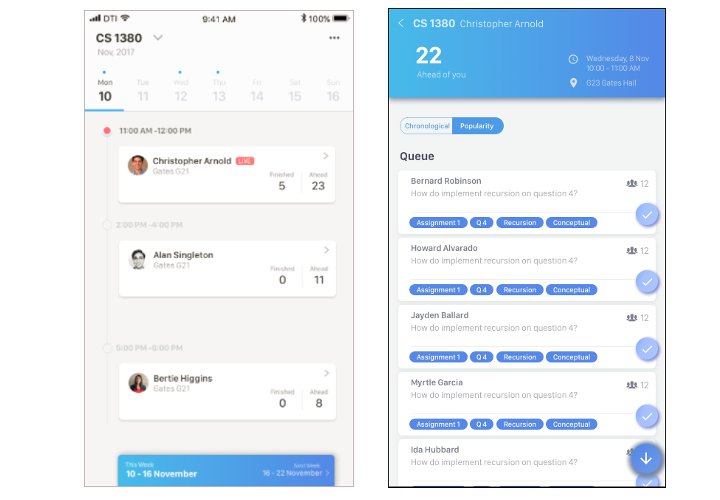 DTI 9:41 AM 100%
CS 1380
Nov, 2017
Mon Tue Wed Thu Fri Sat Sun
10 11 12 13 14 15 16
11:00 AM -12:00 PM
Christopher Arnold LIVE
Gates G21
Finished Ahead
5 23
2:00 PM -4:00 PM
Alan Singleton
Gates G21
Finished Ahead
0 11
5:00 PM -6:00 PM
Bertie Higgins
Gates G21
Finished Ahead
0 8
This Week Next Week
10 - 16 November 16 - 22 November
CS 1380 Christopher Arnold
22
Ahead of you
Wednesday, 8 Nov
10:00 - 11:00 AM
G23 Gates Hall
Chronological Popularity
Queue
Bernard Robinson 12
How do implement recursion on question 4?
Assignment 1 Q4 Recursion Conceptual
Howard Alvarado 12
How do implement recursion on question 4?
Assignment 1 Q4 Recursion Conceptual
Jayden Ballard 12
How do implement recursion on question 4?
Assignment 1 Q4 Recursion Conceptual
Myrtle Garcia 12
How do implement recursion on question 4?
Assignment 1 Q4 Recursion Conceptual
Ida Hubbard
How do implement recursion on question 4?